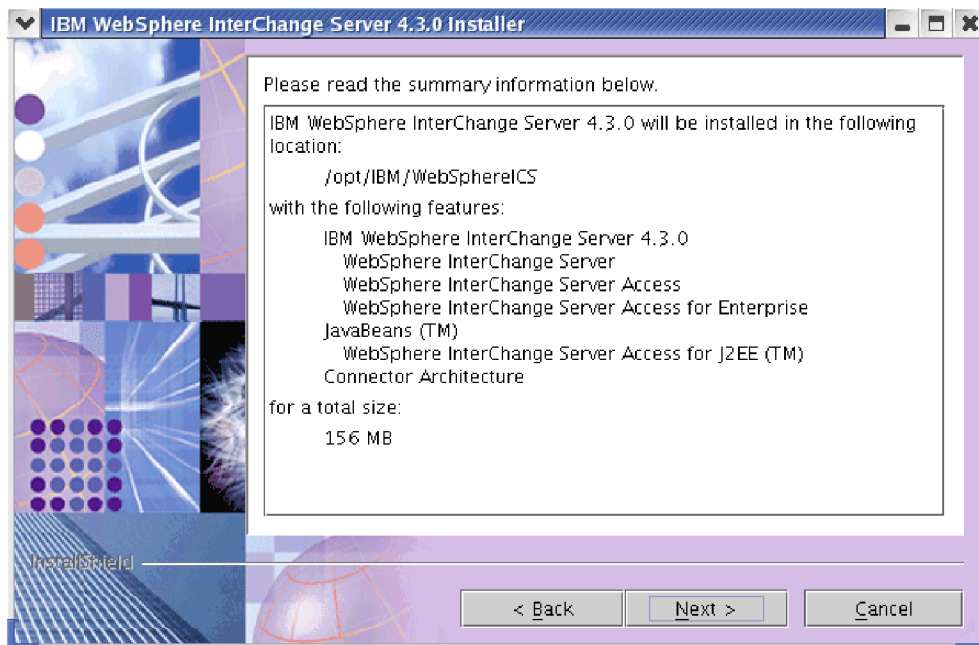 IBM WebSphere InterChange Server 4.3.0 Installer
Please read the summary information below.
IBM WebSphere InterChange Server 4.3.0 will be installed in the following
location:
/opt/IBM/WebSphereICS
with the following features:
IBM WebSphere InterChange Server 4.3.0
WebSphere InterChange Server
WebSphere InterChange Server Access
WebSphere InterChange Server Access for Enterprise
JavaBeans (TM)
WebSphere InterChange Server Access for J2EE (TM)
Connector Architecture
for a total size:
156 MB
InstallShield
< Back
Next >
Cancel